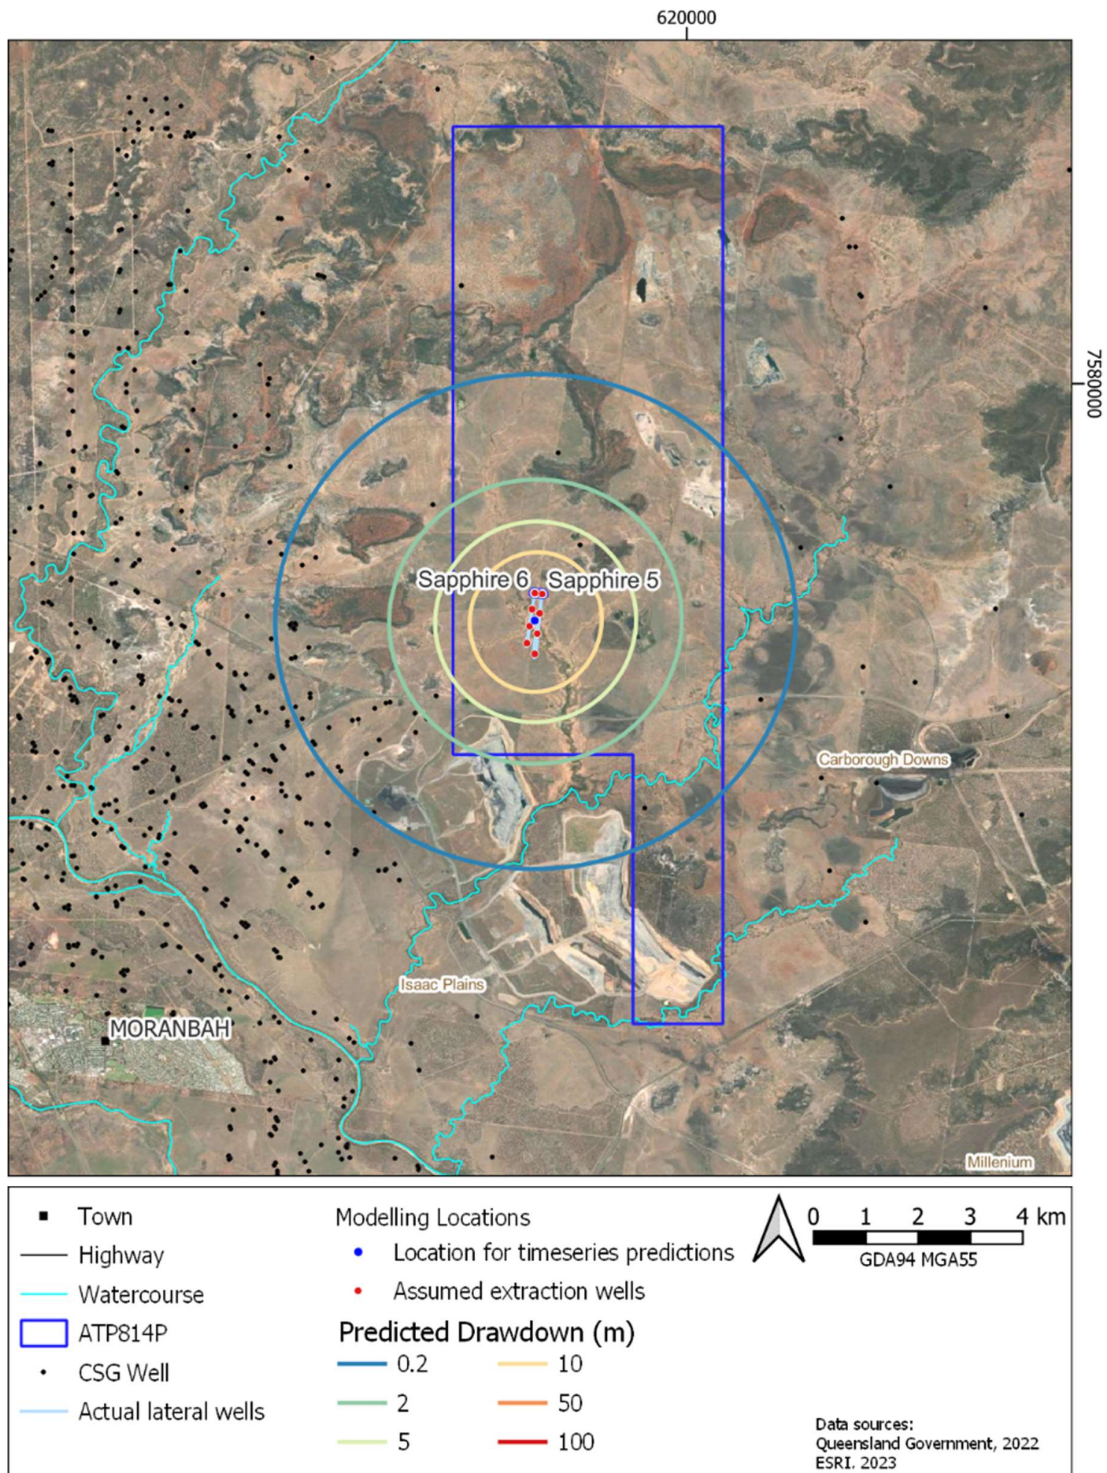 620000
7580000
Sapphire 6
Sapphire 5
Carborough Downs
Isaac Plains
MORANBAH
Millenium
Town
Highway
Watercourse
ATP814P
CSG Well
Actual lateral wells
Modelling Locations
Location for timeseries predictions
Assumed extraction wells
Predicted Drawdown (m)
0.2
2
5
10
50
100
0 1 2 3 4 km
GDA94 MGA55
Data sources:
Queensland Government, 2022
ESRI, 2023